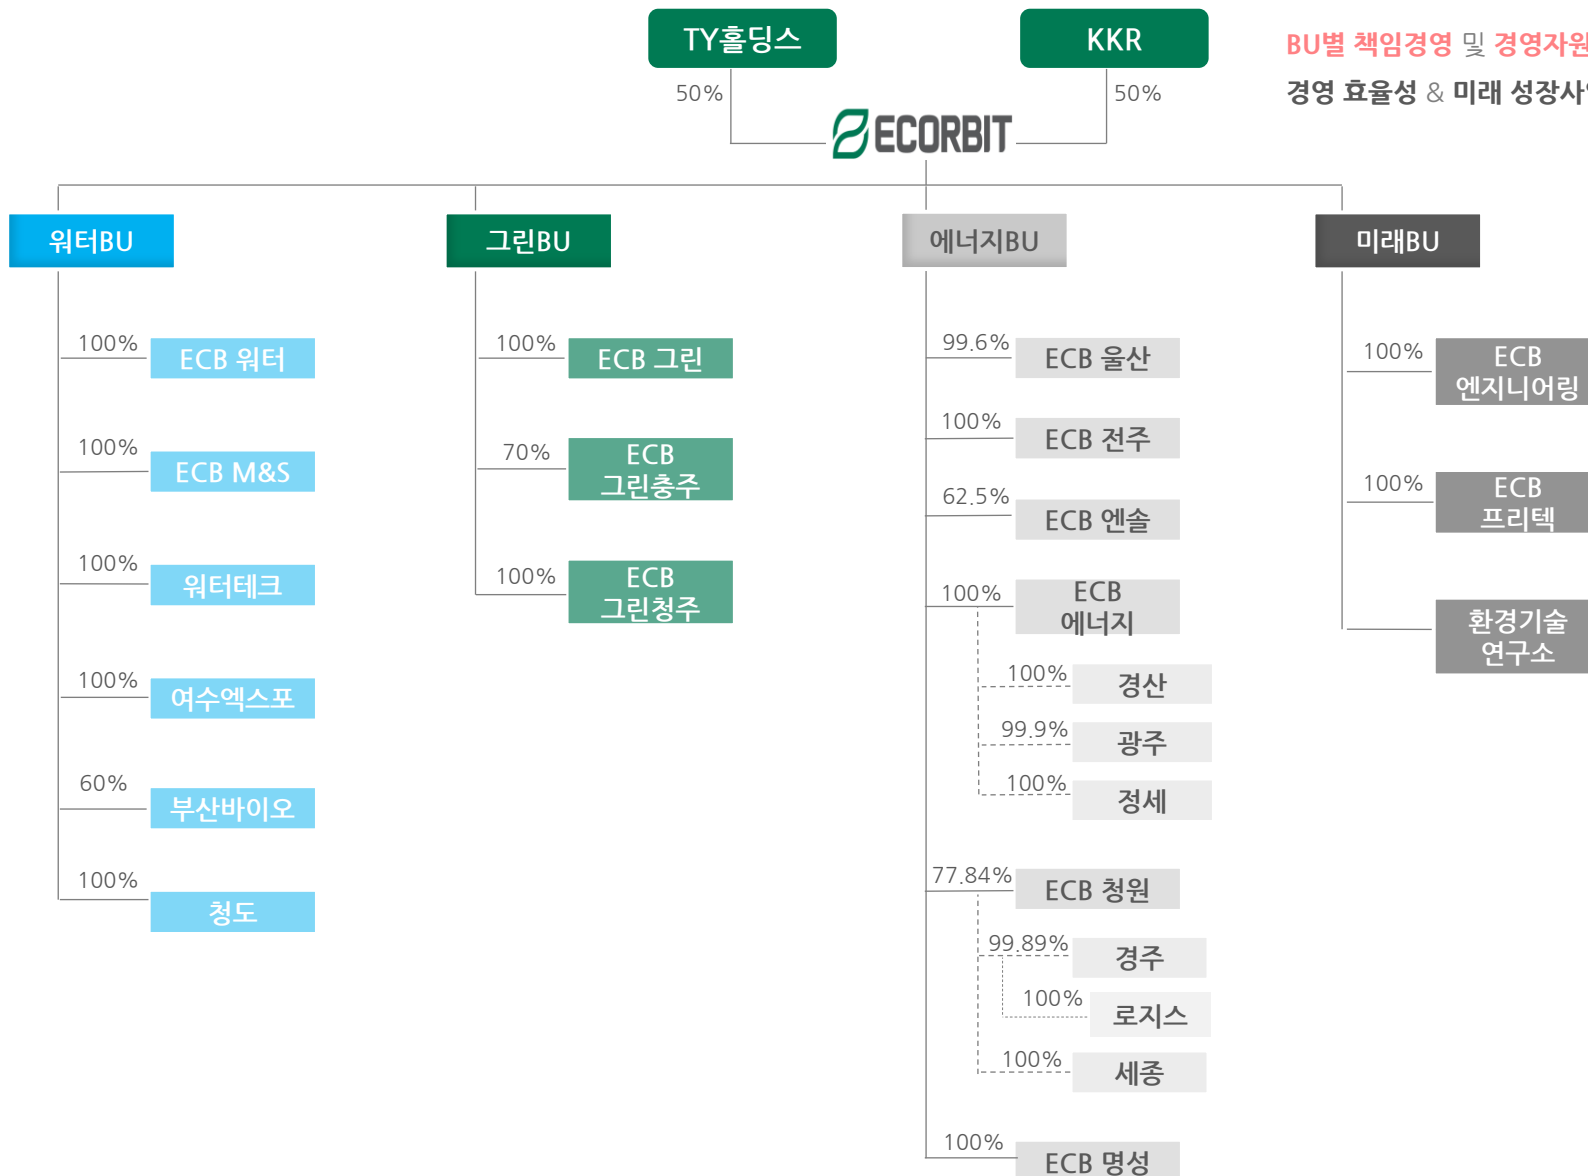 TY홀딩스
KKR
BU별 책임경영 및 경영자원
50%
50%
경영 효율성 & 미래 성장사업
ECORBIT
워터BU
그린BU
에너지BU
미래BU
100%
ECB 워터
100%
ECB M&S
100%
워터테크
100%
여수엑스포
60%
부산바이오
100%
청도
100%
ECB 그린
70%
ECB
그린충주
100%
ECB
그린청주
99.6%
ECB 울산
100%
ECB 전주
62.5%
ECB 엔솔
100%
ECB
에너지
100%
경산
99.9%
광주
100%
정세
77.84%
ECB 청원
99.89%
경주
100%
로지스
100%
세종
100%
ECB 명성
100%
ECB
엔지니어링
100%
ECB
프리텍
환경기술
연구소